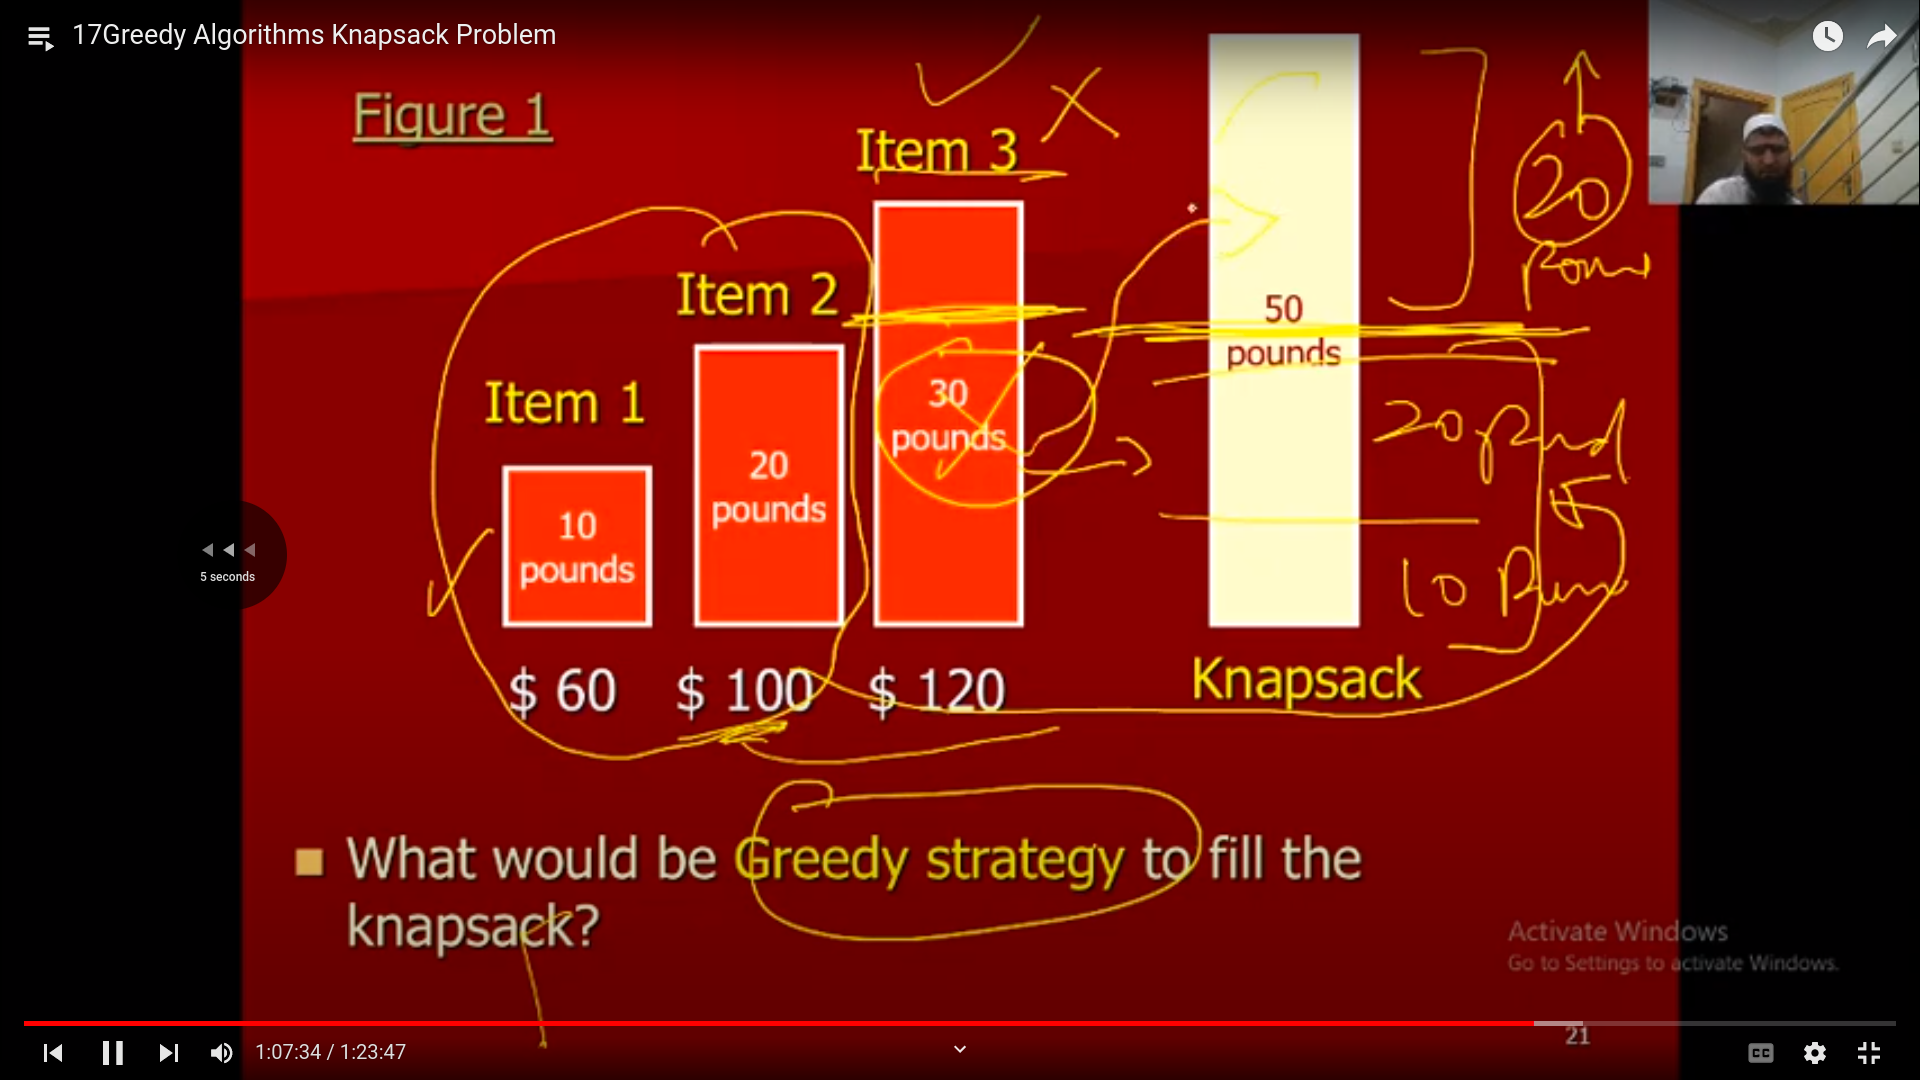 17Greedy Algorithms Knapsack Problem
Figure 1
Item 3
20
Item 2
50
pounds
Item 1
30
pounds
20
pounds
20
10
pounds
10
$ 60
$ 100
$ 120
Knapsack
What would be Greedy strategy to fill the
knapsack?
5 seconds
Activate Windows
Go to Settings to activate Windows.
21
1:07:34 / 1:23:47
CC